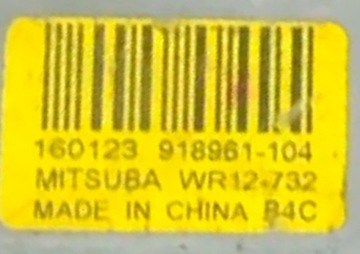 160123 918961-104
MITSUBA WR12-732
MADE IN CHINA B4C